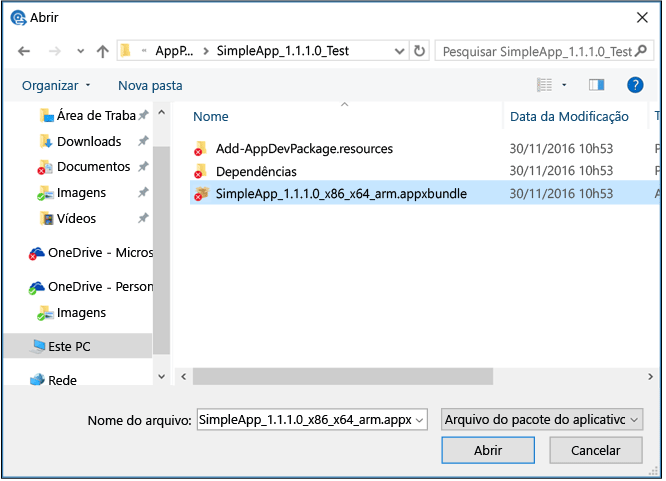 Abrir
AppP... SimpleApp_1.1.1.0_Test
Pesquisar SimpleApp_1.1.1.0_Test
Organizar Nova pasta
?
Nome Data da Modificação T
Área de Traba
Downloads
Documentos
Imagens
Vídeos
OneDrive - Micros
OneDrive - Person
Imagens
Este PC
Rede
Add-AppDevPackage.resources 30/11/2016 10h53 P
Dependências 30/11/2016 10h53 P
SimpleApp_1.1.1.0_x86_x64_arm.appxbundle 30/11/2016 10h53 A
Nome do arquivo: SimpleApp_1.1.1.0_x86_x64_arm.appx
Arquivo do pacote do aplicativo
Abrir Cancelar